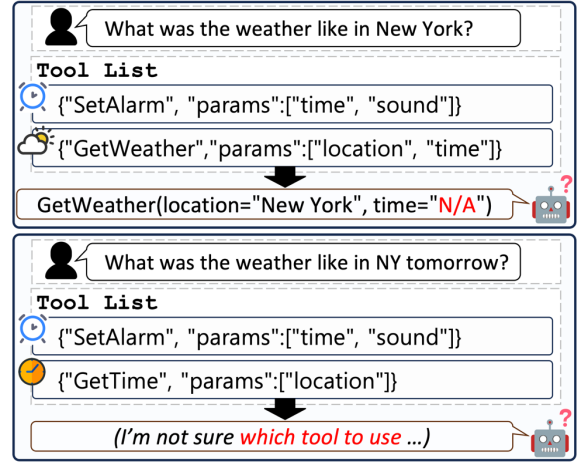 What was the weather like in New York?
Tool List
{"SetAlarm", "params":["time", "sound"]}
{"GetWeather","params":["location", "time"]}
GetWeather(location="New York", time="N/A")
?
What was the weather like in NY tomorrow?
Tool List
{"SetAlarm", "params":["time", "sound"]}
{"GetTime", "params":["location"]}
(I'm not sure which tool to use ...)
?